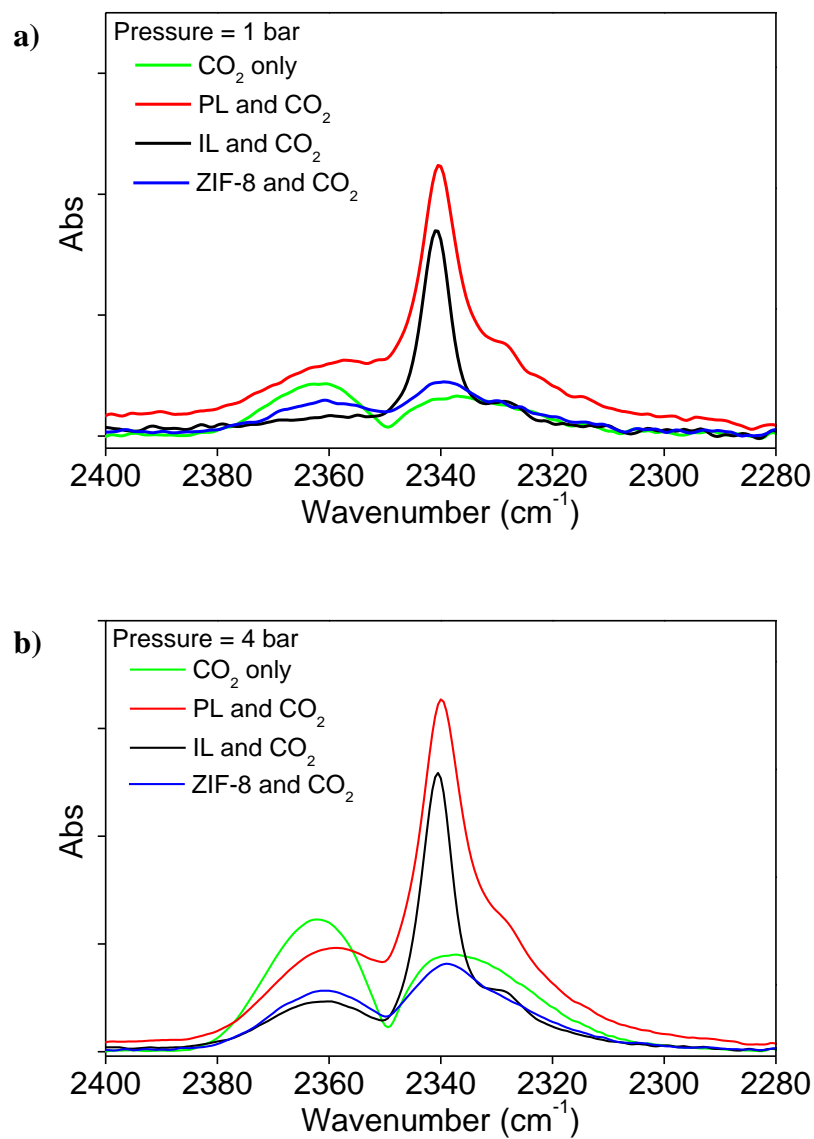 a)
Pressure = 1 bar
CO₂ only
PL and CO₂
IL and CO₂
ZIF-8 and CO₂
Abs
2400 2380 2360 2340 2320 2300 2280
Wavenumber (cm⁻¹)
b)
Pressure = 4 bar
CO₂ only
PL and CO₂
IL and CO₂
ZIF-8 and CO₂
Abs
2400 2380 2360 2340 2320 2300 2280
Wavenumber (cm⁻¹)